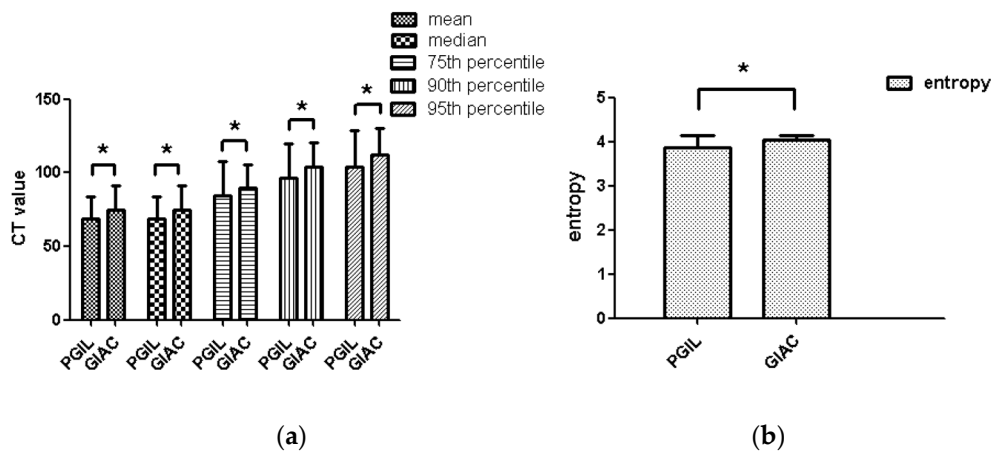 mean
median
75th percentile
90th percentile
95th percentile
150
100
50
0
CT value
* * * * *
PGIL GIAC PGIL GIAC PGIL GIAC PGIL GIAC PGIL GIAC
(a)
entropy
*
5
4
3
2
1
0
entropy
PGIL GIAC
(b)